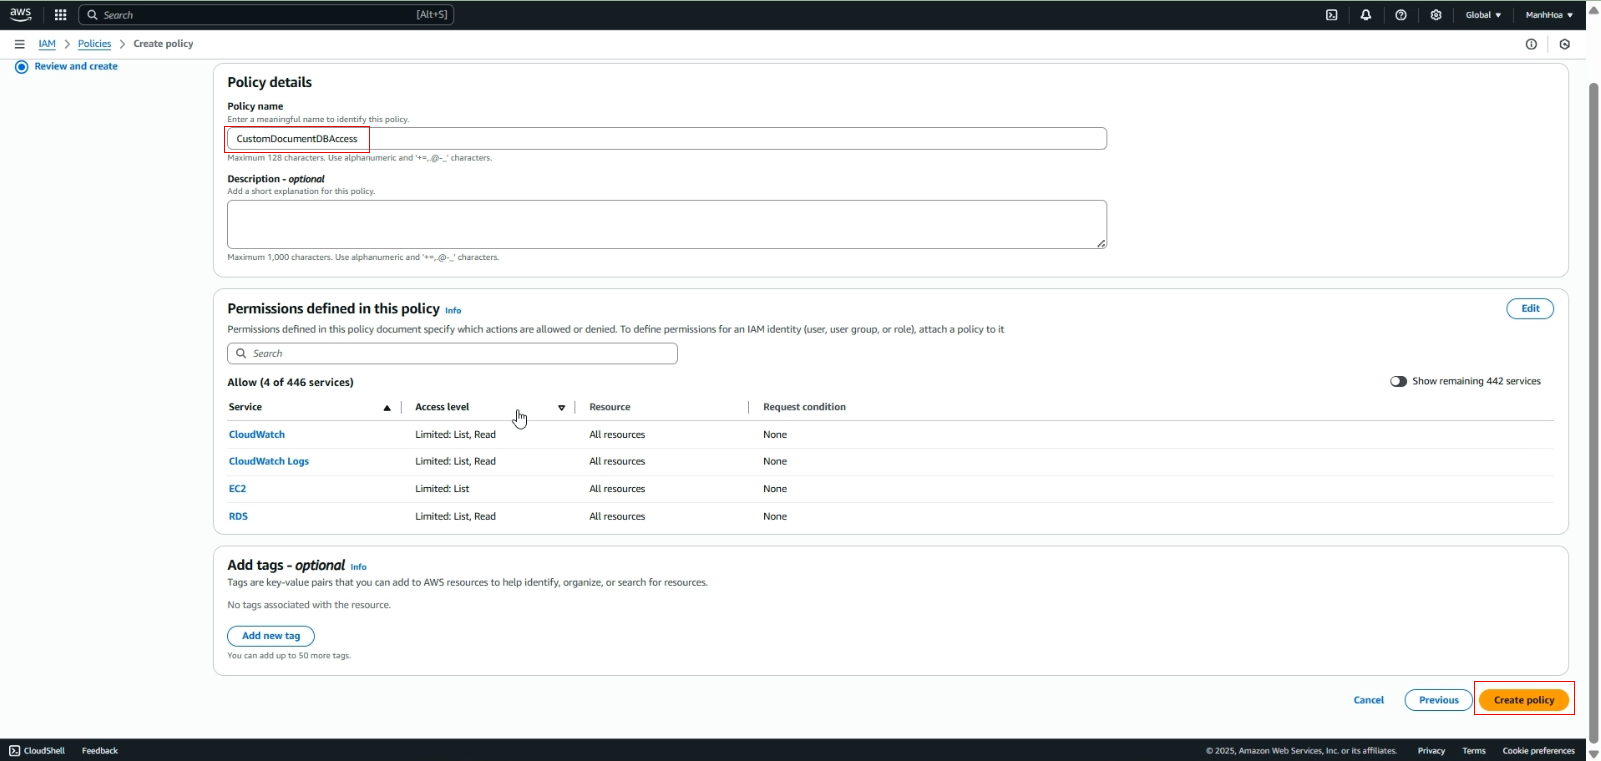 aws Search [Alt+S] Global ManhHoa
IAM > Policies > Create policy
Review and create
Policy details
Policy name
Enter a meaningful name to identify this policy.
CustomDocumentDBAccess
Maximum 128 characters. Use alphanumeric and '+=,.@-_' characters.
Description - optional
Add a short explanation for this policy.
Maximum 1,000 characters. Use alphanumeric and '+=,.@-_' characters.
Permissions defined in this policy Info Edit
Permissions defined in this policy document specify which actions are allowed or denied. To define permissions for an IAM identity (user, user group, or role), attach a policy to it
Search
Allow (4 of 446 services) Show remaining 442 services
Service Access level Resource Request condition
CloudWatch Limited: List, Read All resources None
CloudWatch Logs Limited: List, Read All resources None
EC2 Limited: List All resources None
RDS Limited: List, Read All resources None
Add tags - optional Info
Tags are key-value pairs that you can add to AWS resources to help identify, organize, or search for resources.
No tags associated with the resource.
Add new tag
You can add up to 50 more tags.
Cancel Previous Create policy
CloudShell Feedback © 2025, Amazon Web Services, Inc. or its affiliates. Privacy Terms Cookie preferences